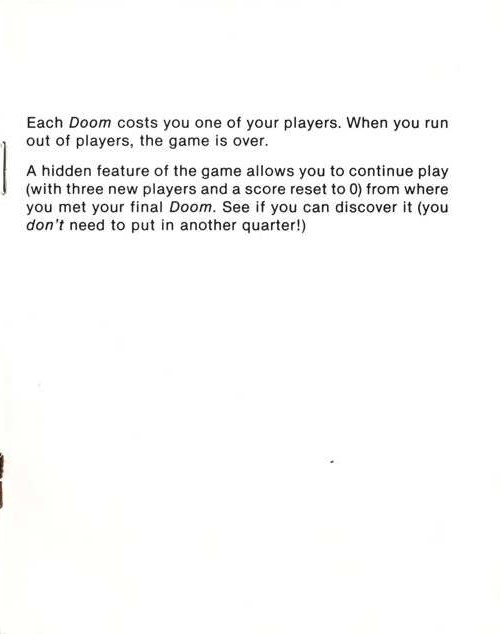 Each Doom costs you one of your players. When you run
out of players, the game is over.
A hidden feature of the game allows you to continue play
(with three new players and a score reset to 0) from where
you met your final Doom. See if you can discover it (you
don't need to put in another quarter!)